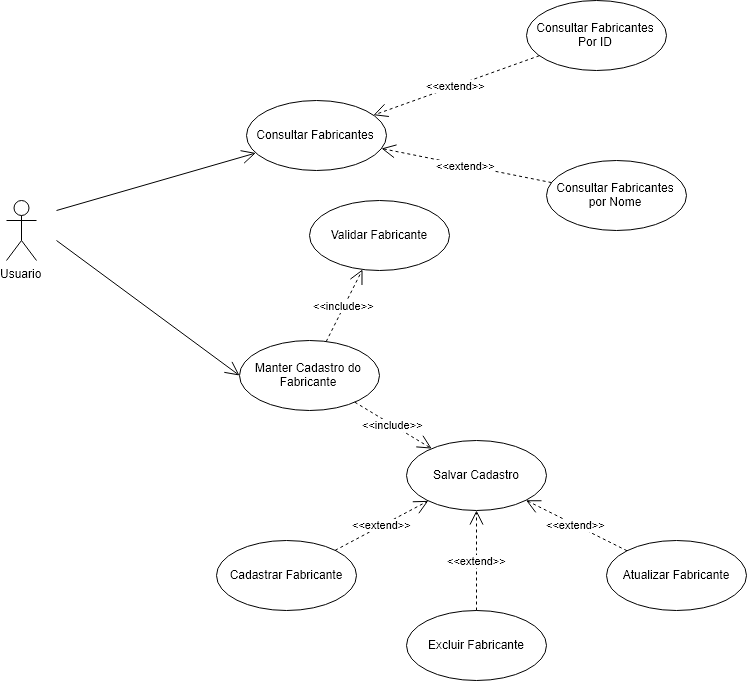 Consultar Fabricantes
Por ID
<<extend>>
Consultar Fabricantes
<<extend>>
Consultar Fabricantes
por Nome
Validar Fabricante
Usuario
<<include>>
Manter Cadastro do
Fabricante
<<include>>
Salvar Cadastro
<<extend>>
<<extend>>
<<extend>>
Cadastrar Fabricante
Atualizar Fabricante
Excluir Fabricante